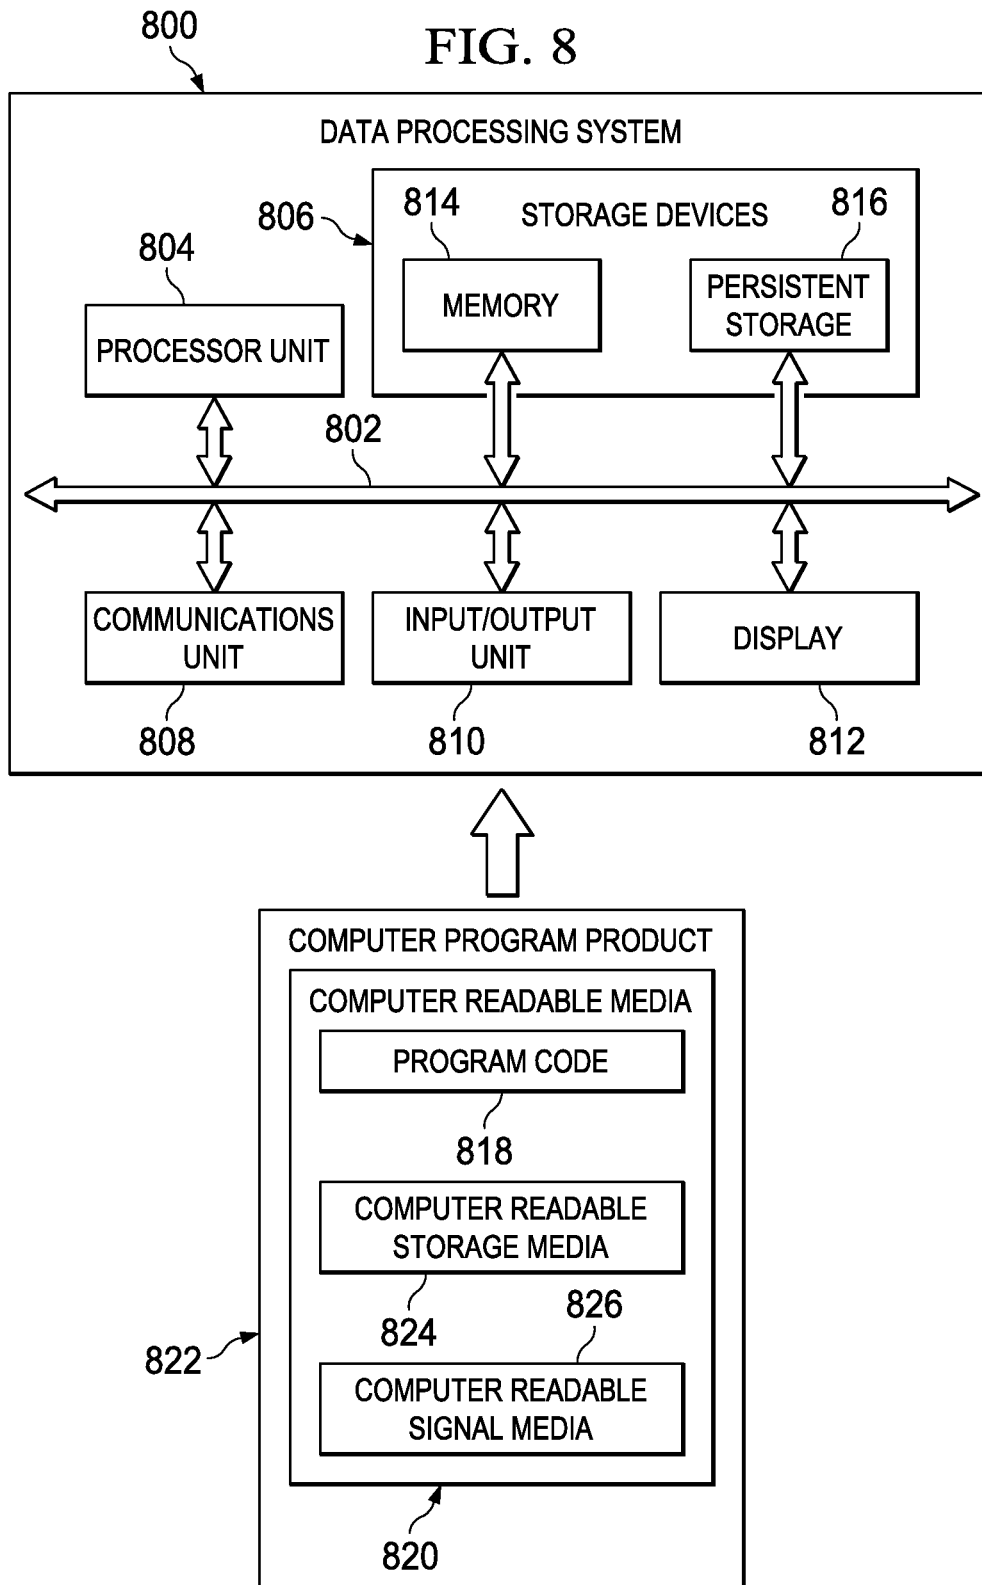 800
FIG. 8
DATA PROCESSING SYSTEM
806
814
STORAGE DEVICES
816
804
MEMORY
PERSISTENT
STORAGE
PROCESSOR UNIT
802
COMMUNICATIONS
UNIT
INPUT/OUTPUT
UNIT
DISPLAY
808
810
812
COMPUTER PROGRAM PRODUCT
COMPUTER READABLE MEDIA
PROGRAM CODE
818
COMPUTER READABLE
STORAGE MEDIA
824
826
822
COMPUTER READABLE
SIGNAL MEDIA
820